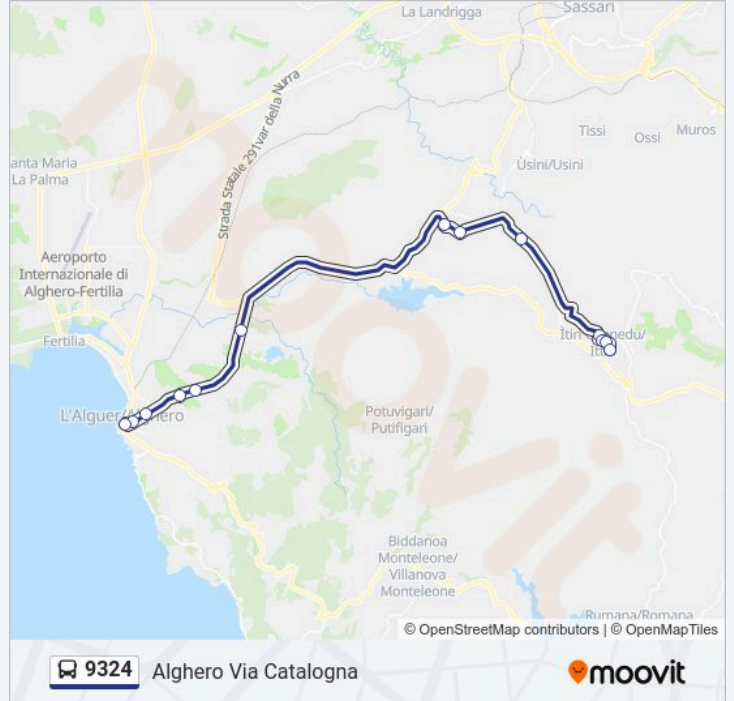 La Landrigga
Sassari
Strada Statale 291var della Nurra
Tissi
Ossi
Muros
anta Maria
La Palma
Ùsini/Usini
Aeroporto
Internazionale di
Alghero-Fertilia
Fertilia
L'Alguer/Alghero
Potuvigari/
Putifigari
Biddanoa
Monteleone/
Villanova
Monteleone
Rumana/Romana
© OpenStreetMap contributors | © OpenMapTiles
9324 Alghero Via Catalogna
moovit